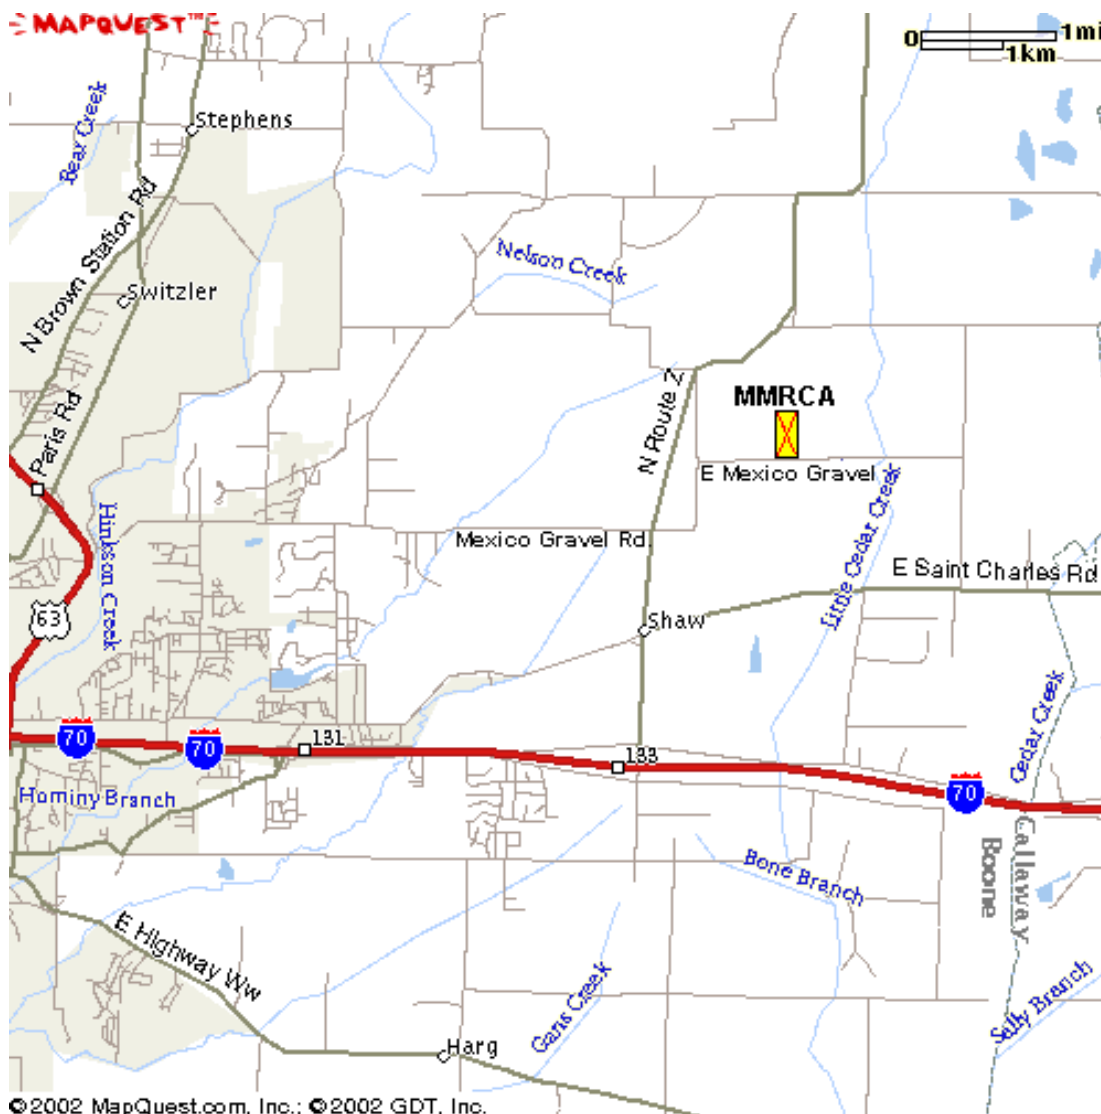 MAPQUEST™
0 1mi
1km
Stephens
Bear Creek
N Brown Station Rd
Nelson Creek
Switzler
Paris Rd
N Route Z
MMRCA
E Mexico Gravel
Hinkson Creek
Mexico Gravel Rd.
Little Cedar Creek
E Saint Charles Rd
63
Shaw
Cedar Creek
70
70
131
133
70
Hominy Branch
Bone Branch
Callaway
Boone
E Highway Ww
Gans Creek
Sally Branch
Harg
©2002 MapQuest.com, Inc.; ©2002 GDT, Inc.